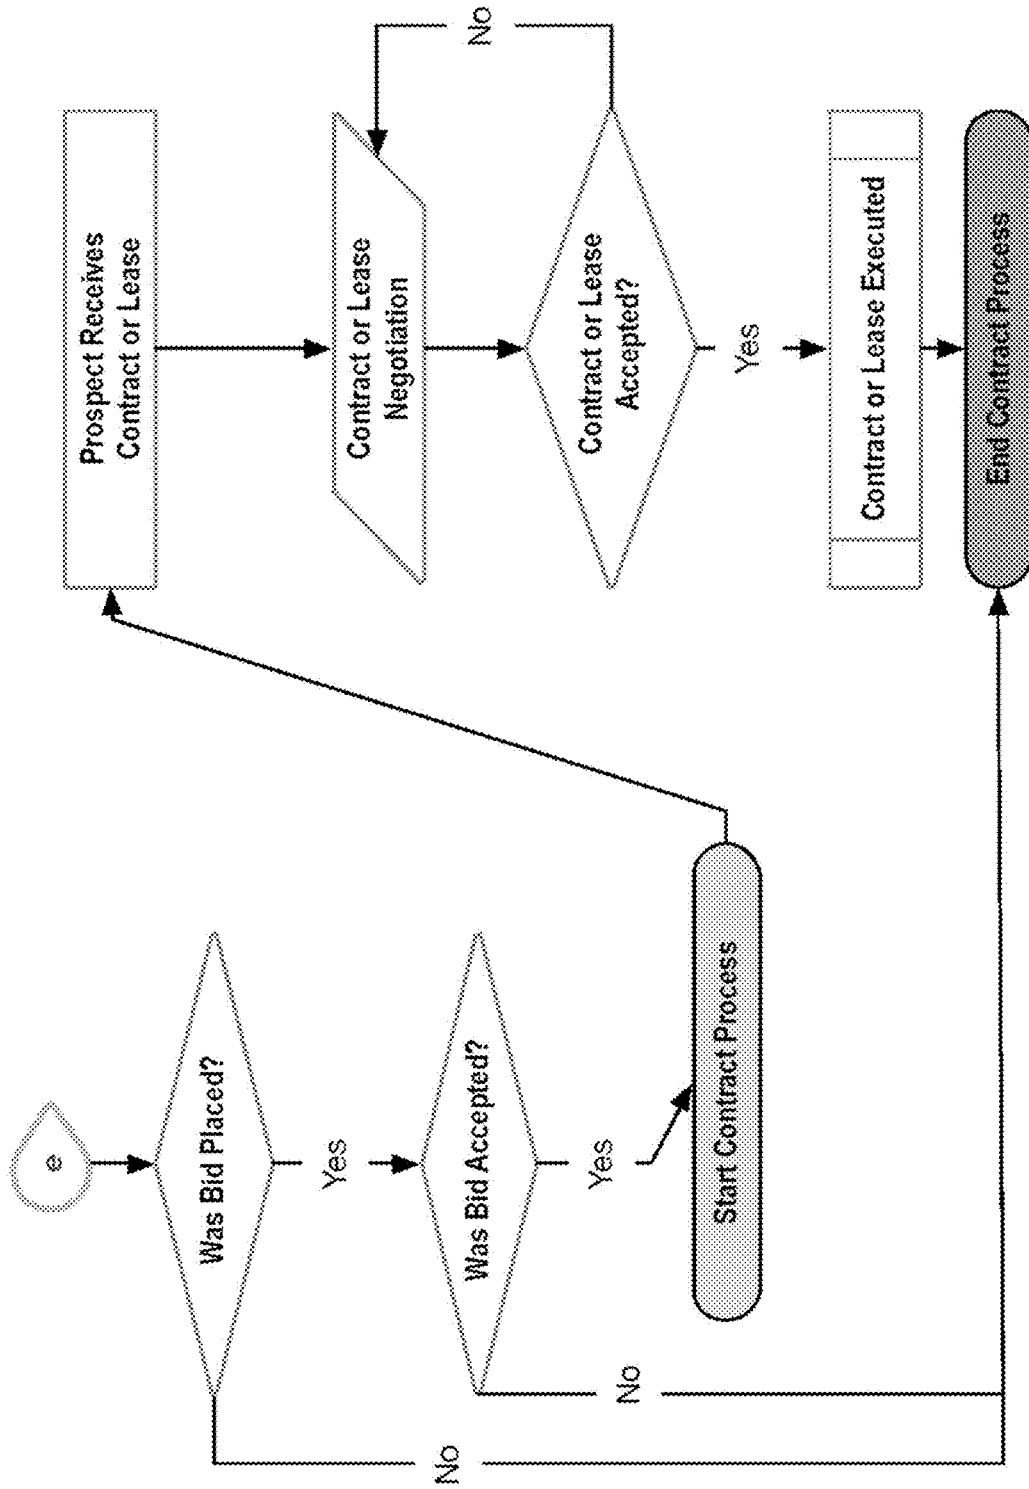 e
Was Bid Placed?
Yes
No
Was Bid Accepted?
Yes
No
Start Contract Process
Prospect Receives
Contract or Lease
Contract or Lease
Negotiation
No
Contract or Lease
Accepted?
Yes
Contract or Lease Executed
End Contract Process